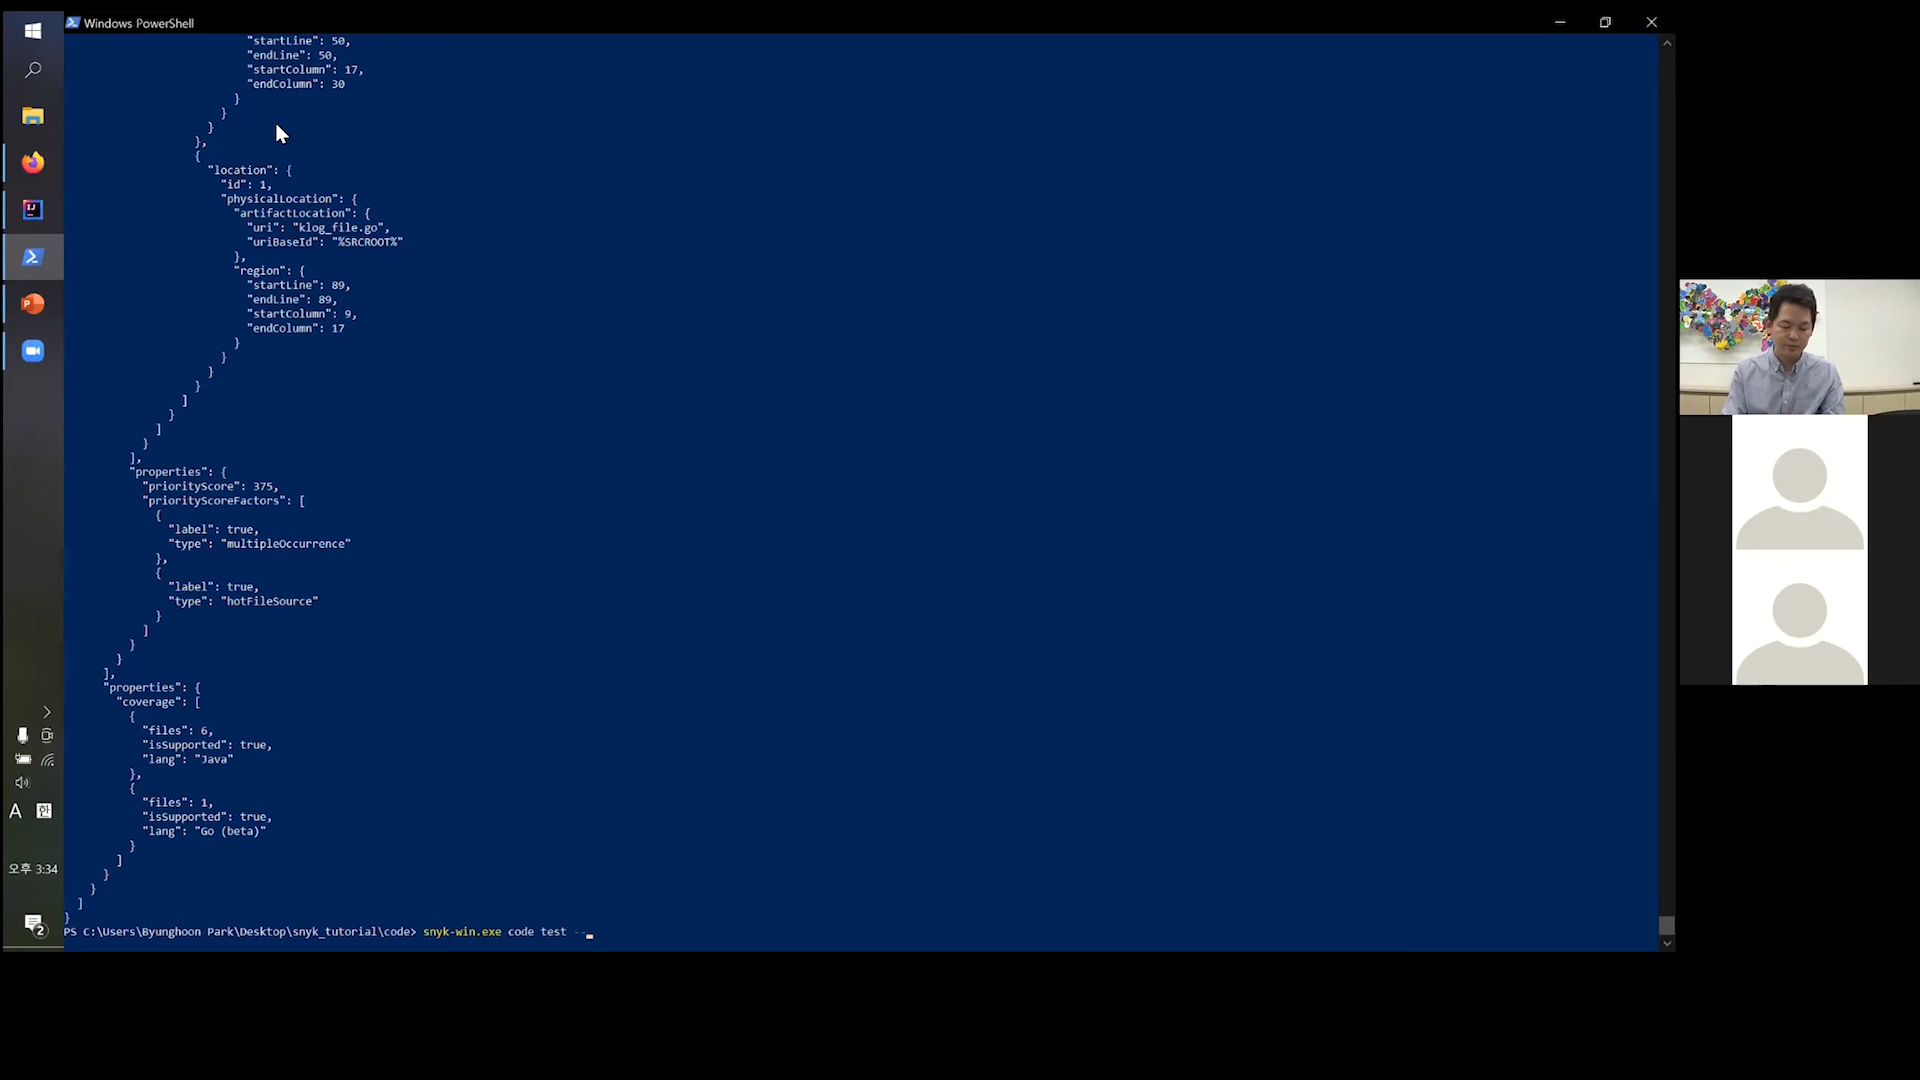 Windows PowerShell
"startLine": 50,
"endLine": 50,
"startColumn": 17,
"endColumn": 30
}
}
}
},
{
"location": {
"id": 1,
"physicalLocation": {
"artifactLocation": {
"uri": "klog_file.go",
"uriBaseId": "%SRCROOT%"
},
"region": {
"startLine": 89,
"endLine": 89,
"startColumn": 9,
"endColumn": 17
}
}
}
}
]
}
]
}
],
"properties": {
"priorityScore": 375,
"priorityScoreFactors": [
{
"label": true,
"type": "multipleOccurrence"
},
{
"label": true,
"type": "hotFileSource"
}
]
}
}
],
"properties": {
"coverage": [
{
"files": 6,
"isSupported": true,
"lang": "Java"
},
{
"files": 1,
"isSupported": true,
"lang": "Go (beta)"
}
]
}
}
]
}
PS C:\Users\Byunghoon Park\Desktop\snyk_tutorial\code> snyk-win.exe code test --_
A 한
오후 3:34
2